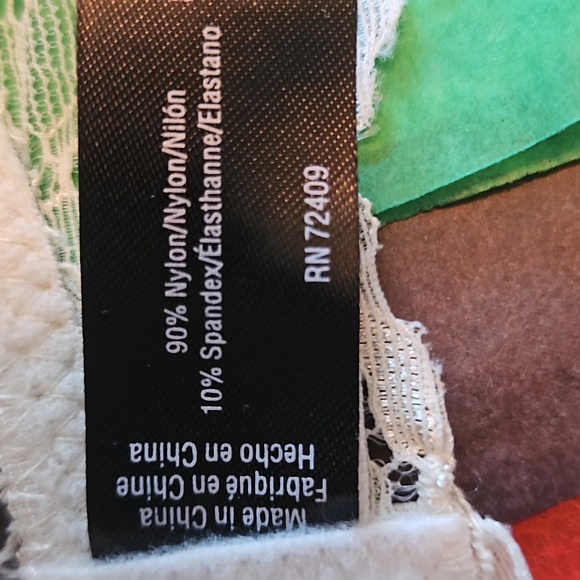 90% Nylon/Nylon/Nilón
10% Spandex/Élasthanne/Elastano
RN 72409
Made in China
Fabriqué en Chine
Hecho en China